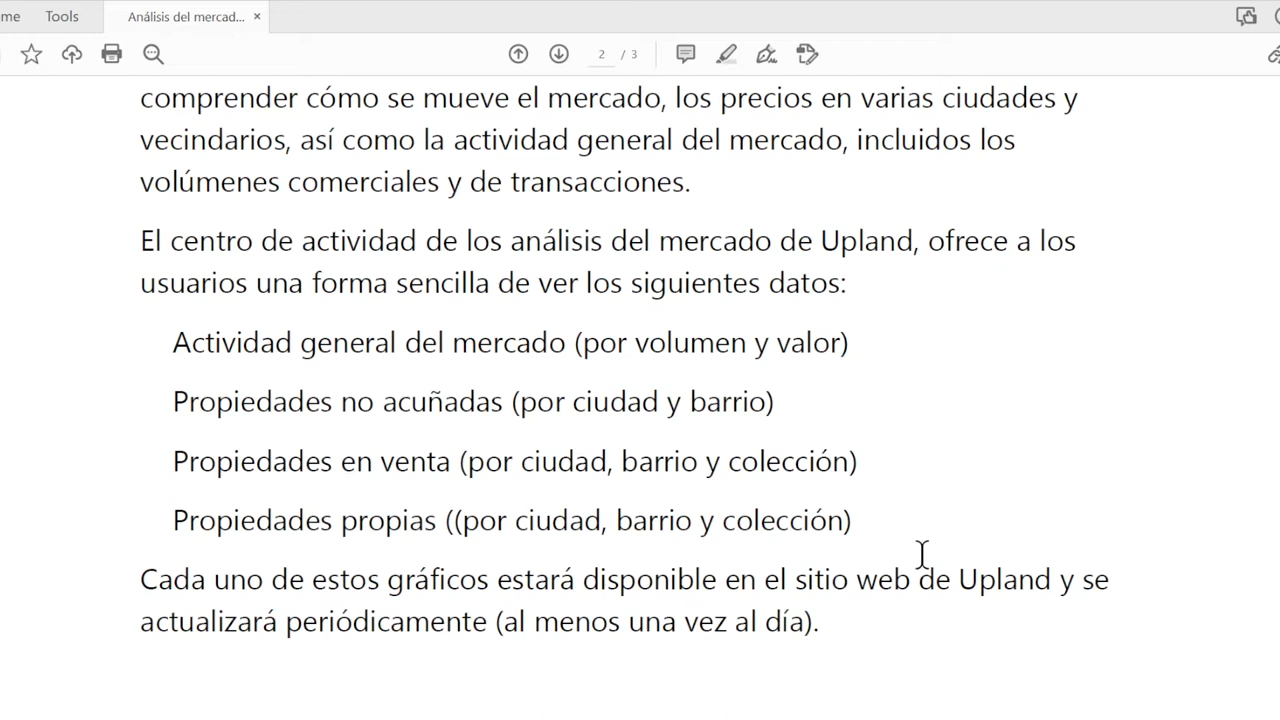 me Tools Análisis del mercad... ×
2 / 3
comprender cómo se mueve el mercado, los precios en varias ciudades y
vecindarios, así como la actividad general del mercado, incluidos los
volúmenes comerciales y de transacciones.
El centro de actividad de los análisis del mercado de Upland, ofrece a los
usuarios una forma sencilla de ver los siguientes datos:
Actividad general del mercado (por volumen y valor)
Propiedades no acuñadas (por ciudad y barrio)
Propiedades en venta (por ciudad, barrio y colección)
Propiedades propias ((por ciudad, barrio y colección)
Cada uno de estos gráficos estará disponible en el sitio web de Upland y se
actualizará periódicamente (al menos una vez al día).